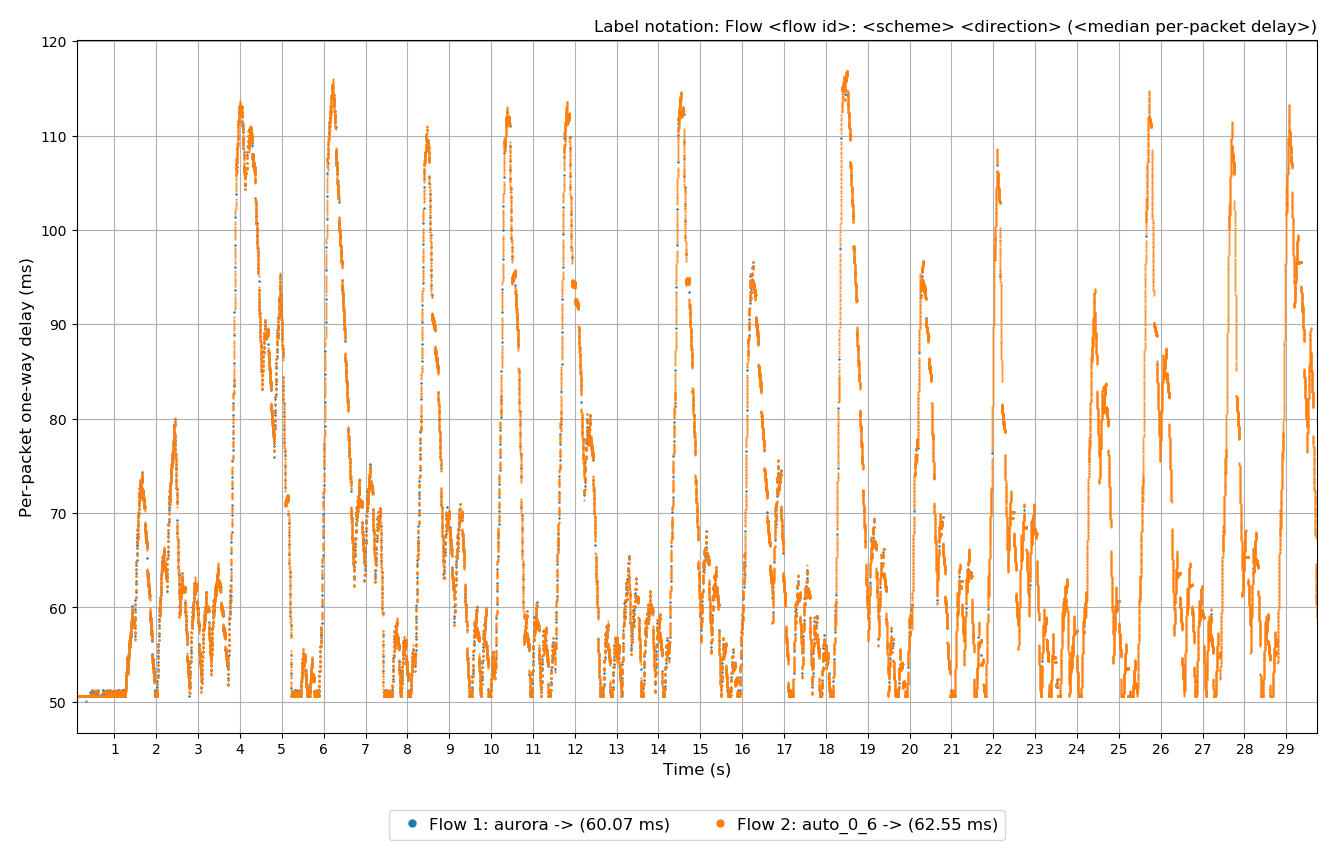 Label notation: Flow <flow id>: <scheme> <direction> (<median per-packet delay>)
120
110
100
90
80
70
60
50
Per-packet one-way delay (ms)
1 2 3 4 5 6 7 8 9 10 11 12 13 14 15 16 17 18 19 20 21 22 23 24 25 26 27 28 29
Time (s)
Flow 1: aurora -> (60.07 ms) Flow 2: auto_0_6 -> (62.55 ms)